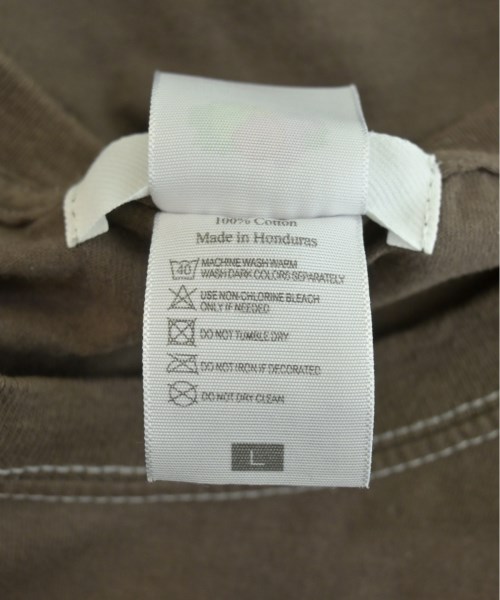 100% Cotton
Made in Honduras
40
MACHINE WASH WARM
WASH DARK COLORS SEPARATELY
USE NON-CHLORINE BLEACH
ONLY IF NEEDED
DO NOT TUMBLE DRY
DO NOT IRON IF DECORATED
DO NOT DRY CLEAN
L